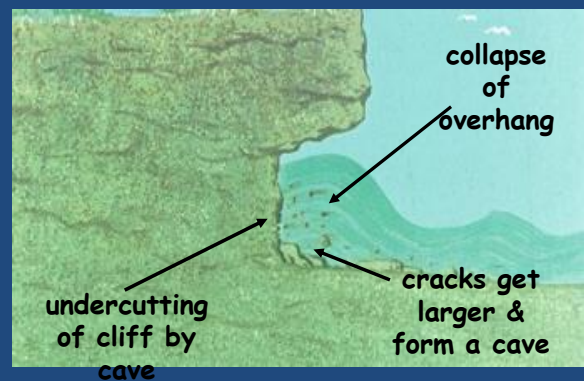 collapse
of
overhang
undercutting
of cliff by
cave
cracks get
larger &
form a cave